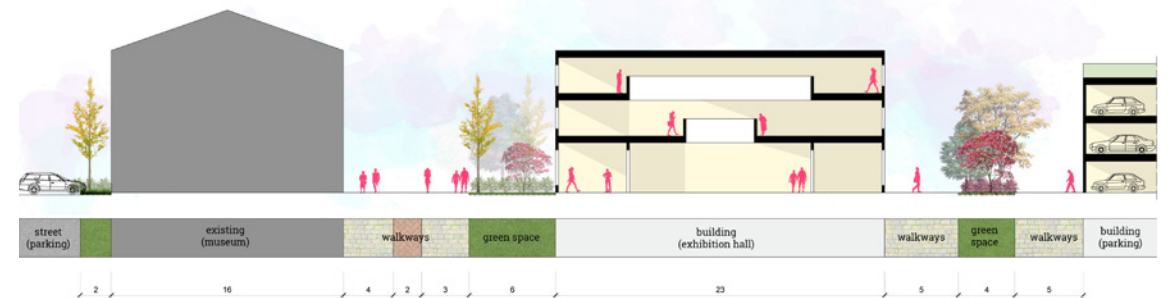 street
(parking)
existing
(museum)
walkways
green space
building
(exhibition hall)
walkways
green
space
walkways
building
(parking)
2 16 4 2 3 6 23 5 4 5